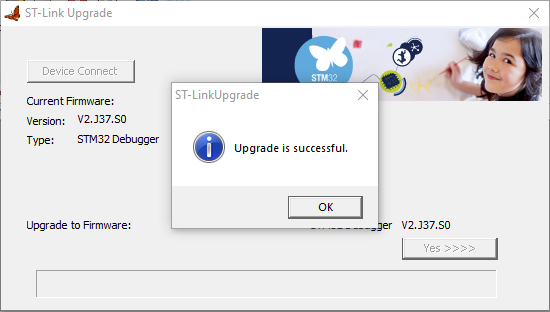 ST-Link Upgrade
STM32
Device Connect
ST-LinkUpgrade
Current Firmware:
Version: V2.J37.S0
Type: STM32 Debugger
Upgrade is successful.
OK
Upgrade to Firmware: Debugger V2.J37.S0
Yes >>>>